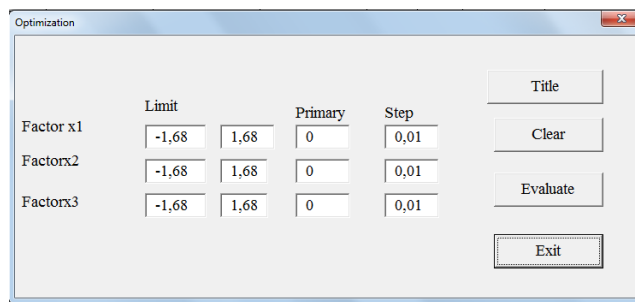 Optimization
Title
Limit
Primary Step
Factor x1 -1,68 1,68 0 0,01 Clear
Factorx2 -1,68 1,68 0 0,01
Evaluate
Factorx3 -1,68 1,68 0 0,01
Exit